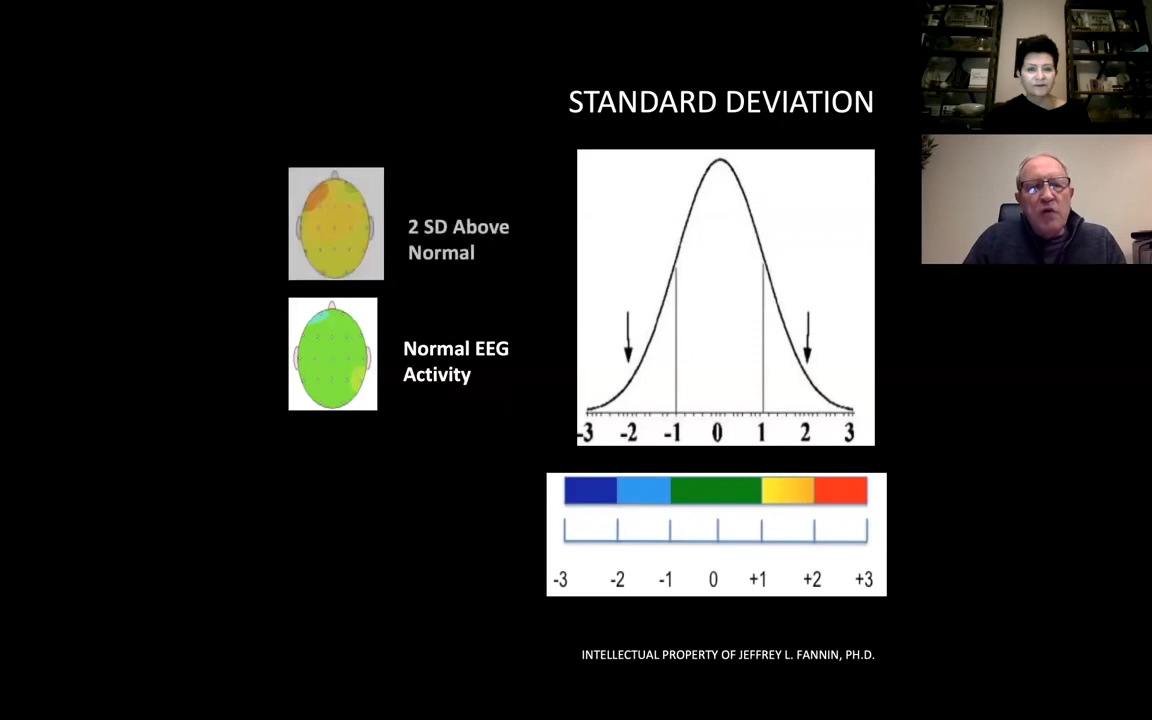 STANDARD DEVIATION
2 SD Above
Normal
Normal EEG
Activity
-3 -2 -1 0 1 2 3
-3 -2 -1 0 +1 +2 +3
INTELLECTUAL PROPERTY OF JEFFREY L. FANNIN, PH.D.